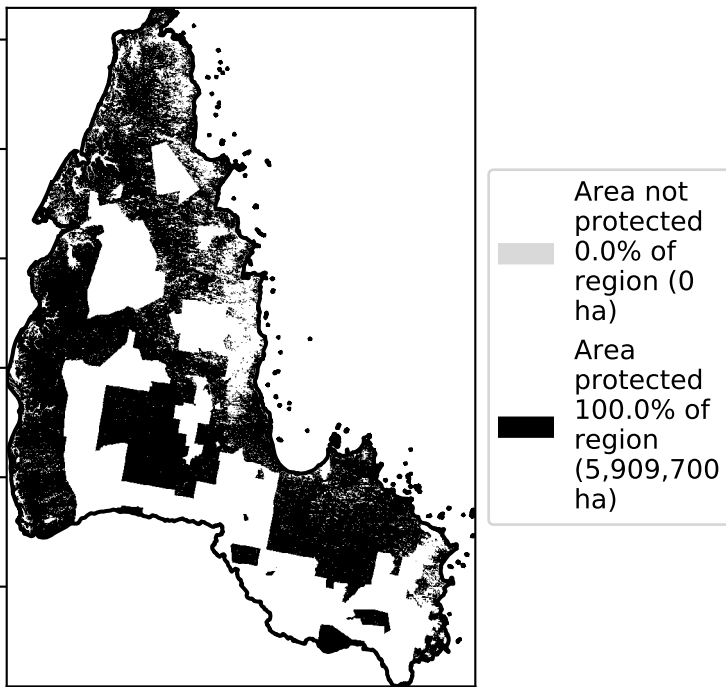 Area not
protected
0.0% of
region (0
ha)
Area
protected
100.0% of
region
(5,909,700
ha)